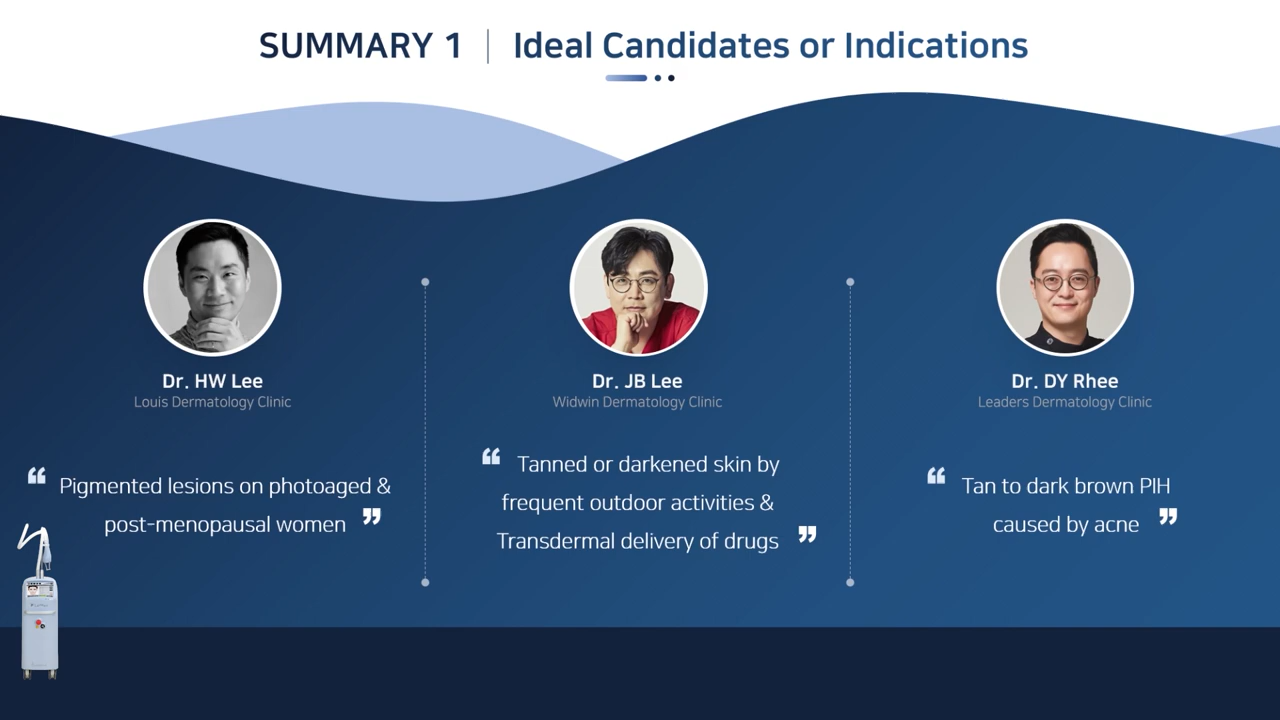 SUMMARY 1 | Ideal Candidates or Indications
Dr. HW Lee
Louis Dermatology Clinic
“ Pigmented lesions on photoaged &
post-menopausal women ”
Dr. JB Lee
Widwin Dermatology Clinic
“ Tanned or darkened skin by
frequent outdoor activities &
Transdermal delivery of drugs ”
Dr. DY Rhee
Leaders Dermatology Clinic
“ Tan to dark brown PIH
caused by acne ”